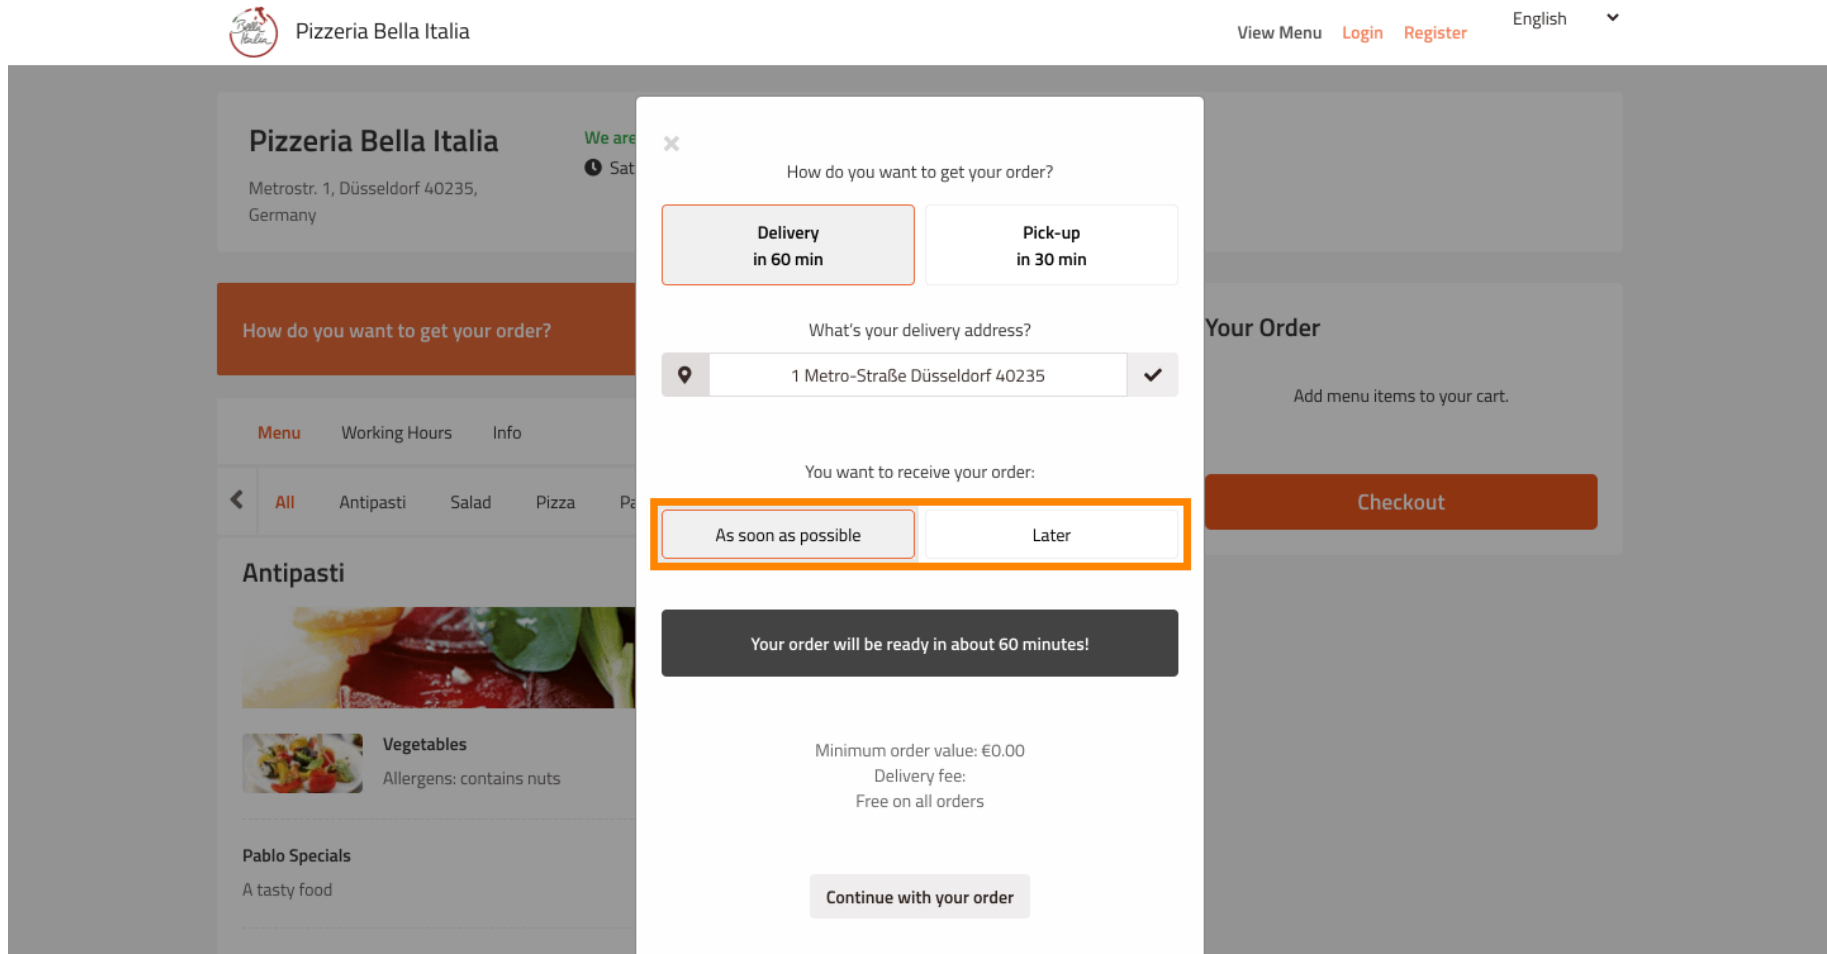 Bella
Italia
Pizzeria Bella Italia
View Menu
Login
Register
English
Pizzeria Bella Italia
Metrostr. 1, Düsseldorf 40235,
Germany
We are
Sat
How do you want to get your order?
Menu
Working Hours
Info
All
Antipasti
Salad
Pizza
Pa
Antipasti
Vegetables
Allergens: contains nuts
Pablo Specials
A tasty food
How do you want to get your order?
Delivery
in 60 min
Pick-up
in 30 min
What's your delivery address?
1 Metro-Straße Düsseldorf 40235
You want to receive your order:
As soon as possible
Later
Your order will be ready in about 60 minutes!
Minimum order value: €0.00
Delivery fee:
Free on all orders
Continue with your order
Your Order
Add menu items to your cart.
Checkout